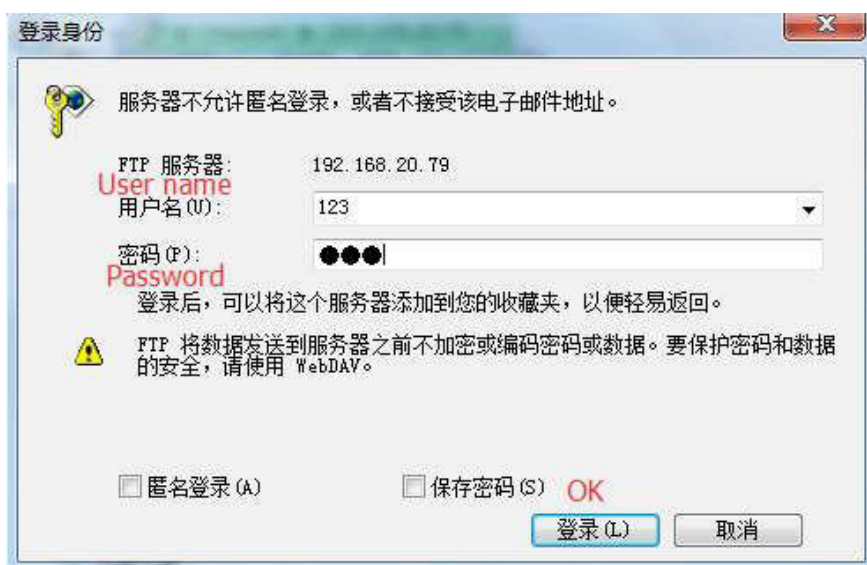 登录身份
服务器不允许匿名登录，或者不接受该电子邮件地址。
FTP 服务器: 192.168.20.79
User name
用户名(U): 123
密码(P): ●●●
Password
登录后，可以将这个服务器添加到您的收藏夹，以便轻易返回。
FTP 将数据发送到服务器之前不加密或编码密码或数据。要保护密码和数据
的安全，请使用 WebDAV。
匿名登录(A) 保存密码(S) OK
登录(L) 取消